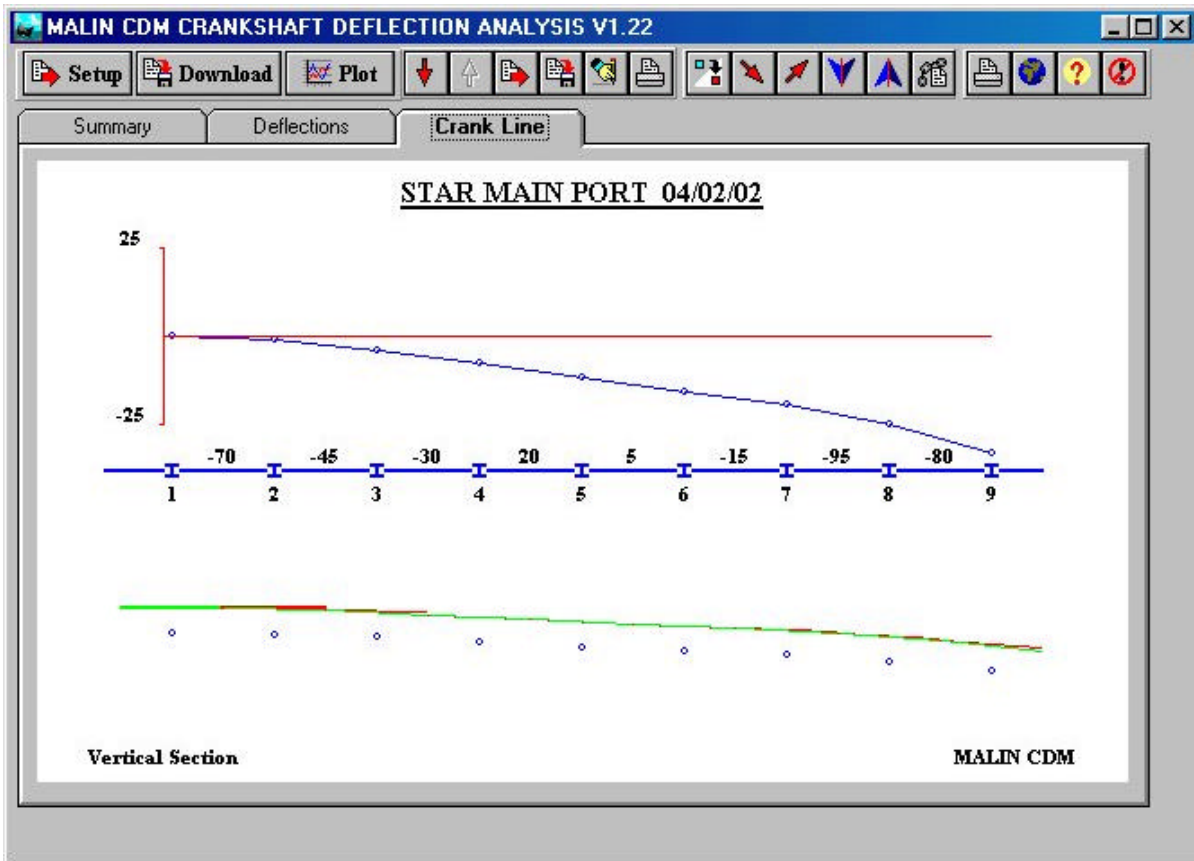 MALIN CDM CRANKSHAFT DEFLECTION ANALYSIS V1.22
Setup Download Plot
Summary Deflections Crank Line
STAR MAIN PORT 04/02/02
25
-25
-70 -45 -30 20 5 -15 -95 -80
1 2 3 4 5 6 7 8 9
Vertical Section MALIN CDM